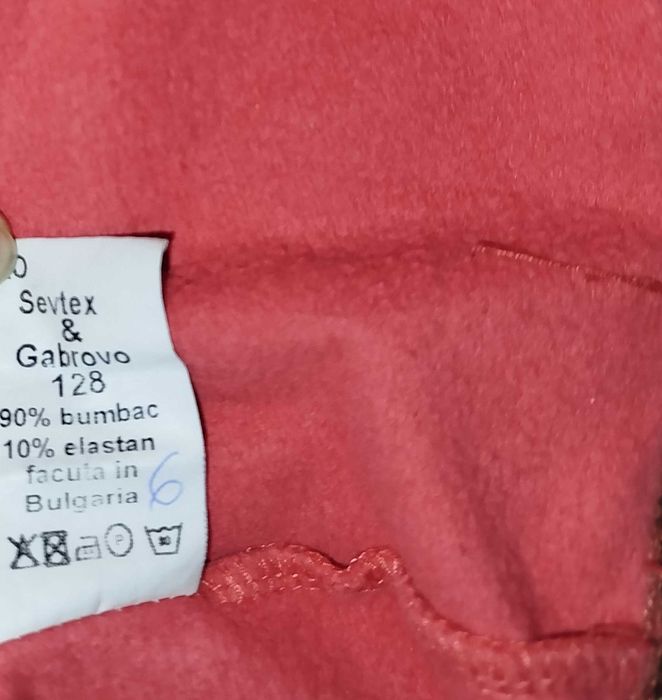 Sevtex
&
Gabrovo
128
90% bumbac
10% elastan
facuta in
Bulgaria 6